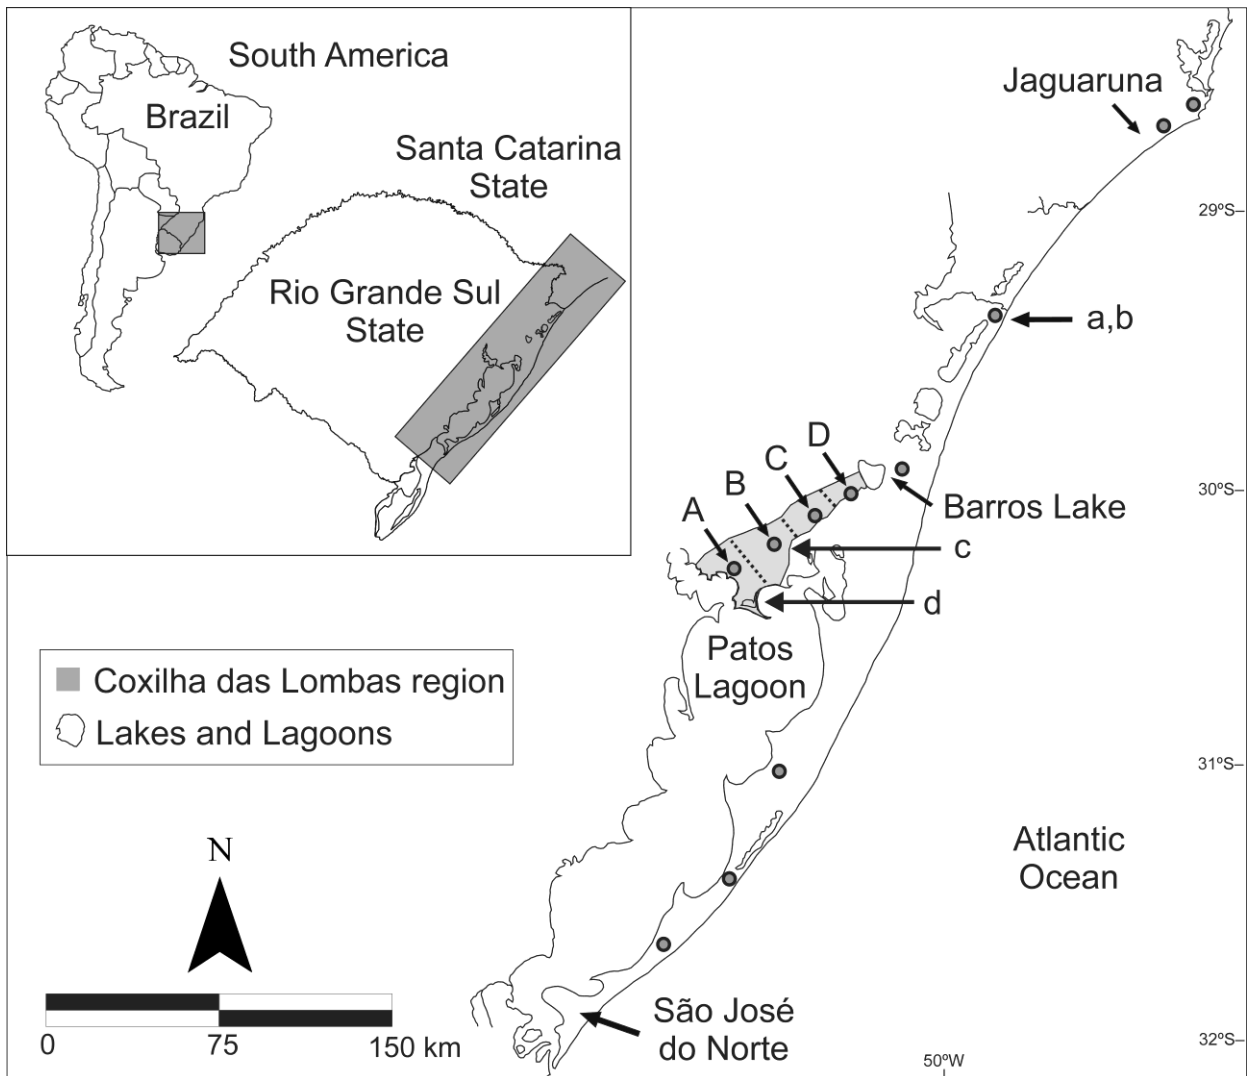 South America
Brazil
Santa Catarina
State
Rio Grande Sul
State
Jaguaruna
29ºS
a,b
D
C
B
A
30ºS
Barros Lake
c
d
Patos
Lagoon
Coxilha das Lombas region
Lakes and Lagoons
31ºS
Atlantic
Ocean
N
0 75 150 km
São José
do Norte
50ºW
32ºS